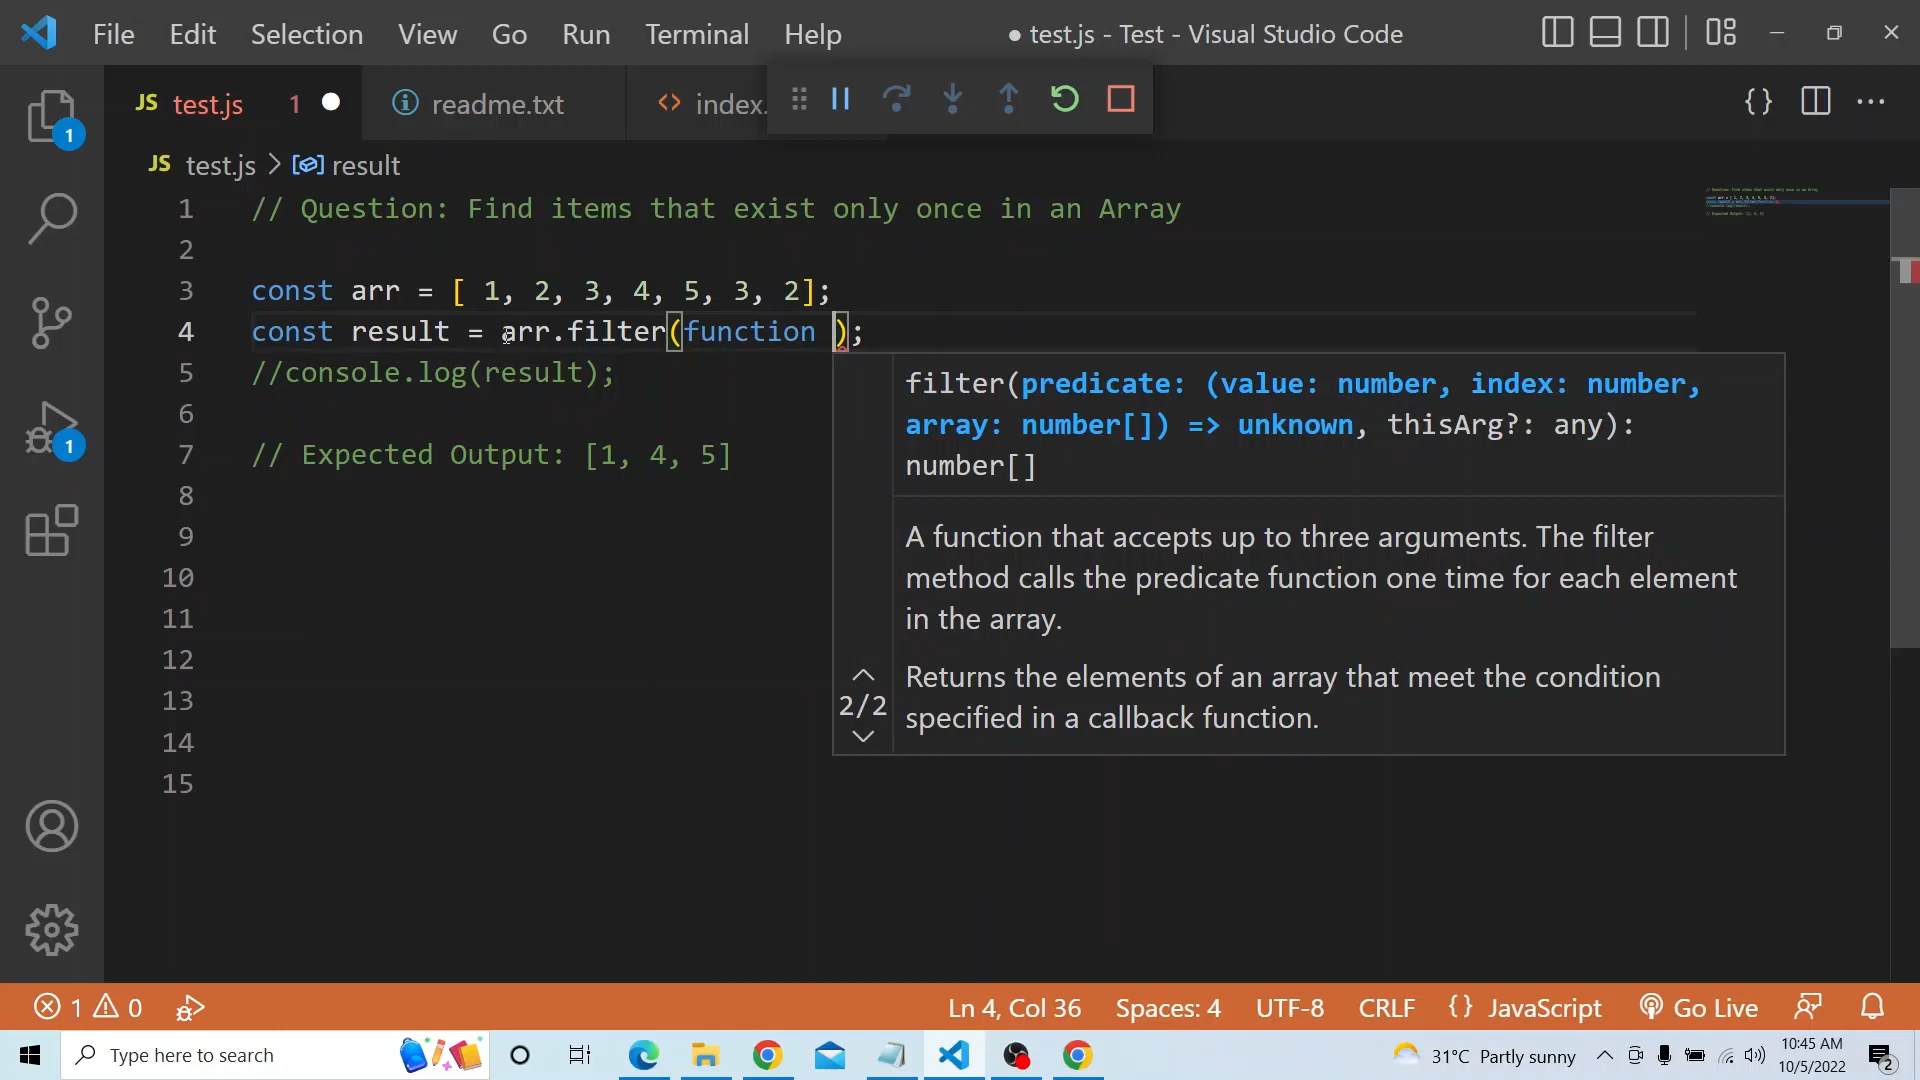 File Edit Selection View Go Run Terminal Help ● test.js - Test - Visual Studio Code
JS test.js 1 readme.txt index.
JS test.js > result
1 // Question: Find items that exist only once in an Array
2
3 const arr = [ 1, 2, 3, 4, 5, 3, 2];
4 const result = arr.filter(function );
5 //console.log(result);
6
7 // Expected Output: [1, 4, 5]
8
9
10
11
12
13
14
15
filter(predicate: (value: number, index: number,
array: number[]) => unknown, thisArg?: any):
number[]
A function that accepts up to three arguments. The filter
method calls the predicate function one time for each element
in the array.
2/2
Returns the elements of an array that meet the condition
specified in a callback function.
1
1
1 0 Ln 4, Col 36 Spaces: 4 UTF-8 CRLF {} JavaScript Go Live
Type here to search 31°C Partly sunny 10:45 AM
10/5/2022 2